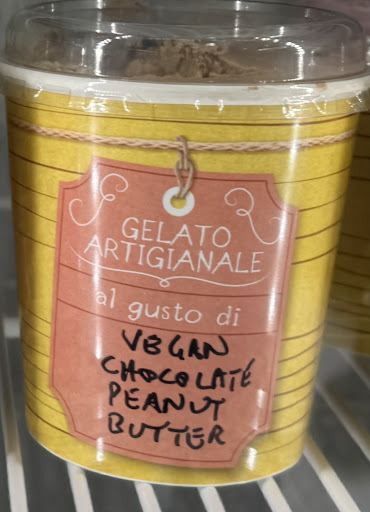 GELATO
ARTIGIANALE
al gusto di
VEGAN
CHOCOLATE
PEANUT
BUTTER